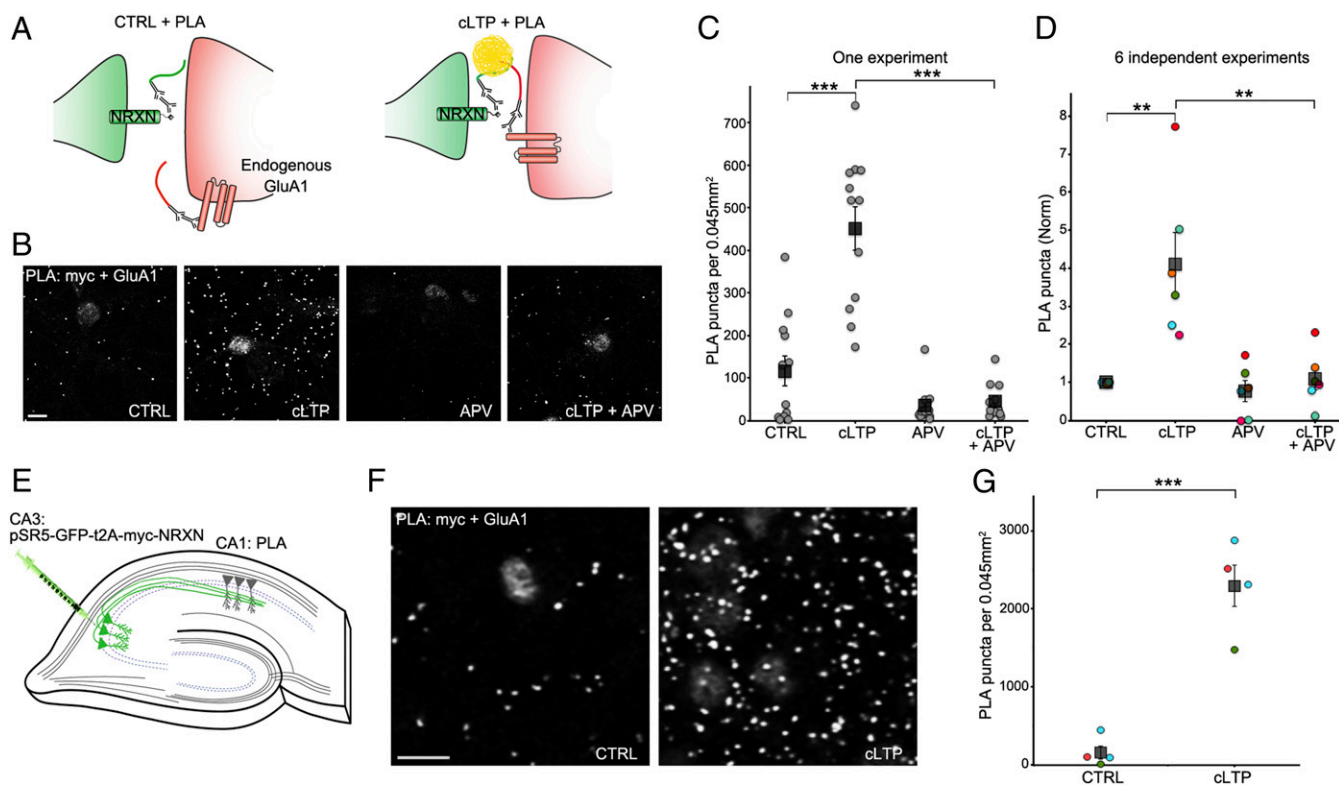 A
CTRL + PLA
cLTP + PLA
NRXN
NRXN
Endogenous
GluA1
B
PLA: myc + GluA1
CTRL
cLTP
APV
cLTP + APV
C
One experiment
***
***
PLA puncta per 0.045mm²
700
600
500
400
300
200
100
0
CTRL
cLTP
APV
cLTP
+ APV
D
6 independent experiments
**
**
PLA puncta (Norm)
8
7
6
5
4
3
2
1
0
CTRL
cLTP
APV
cLTP
+ APV
E
CA3:
pSR5-GFP-t2A-myc-NRXN
CA1: PLA
F
PLA: myc + GluA1
CTRL
cLTP
G
***
PLA puncta per 0.045mm²
3000
2000
1000
0
CTRL
cLTP